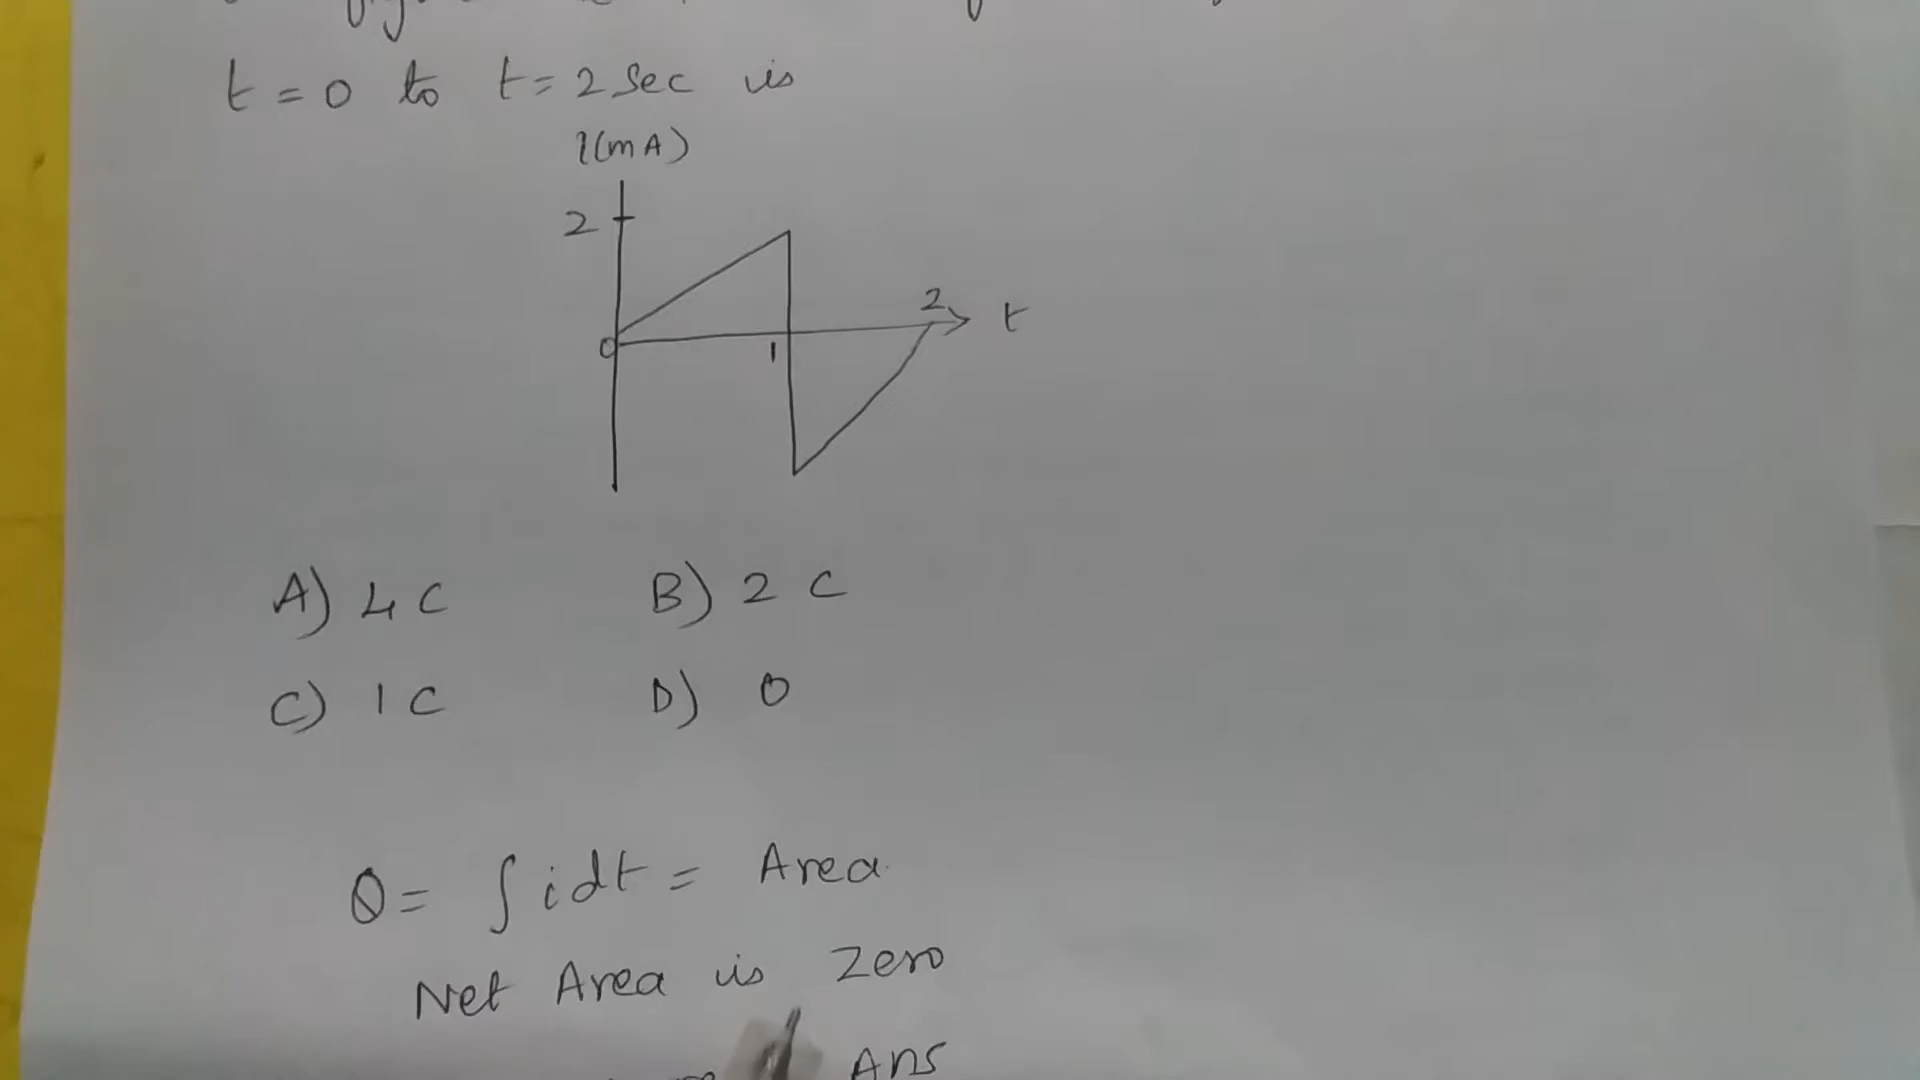 t = 0 to t = 2 Sec is
i(mA)
2
2
t
0
1
A) 4 C B) 2 C
C) 1 C D) 0
Q = ∫ i dt = Area
Net Area is Zero
Ans